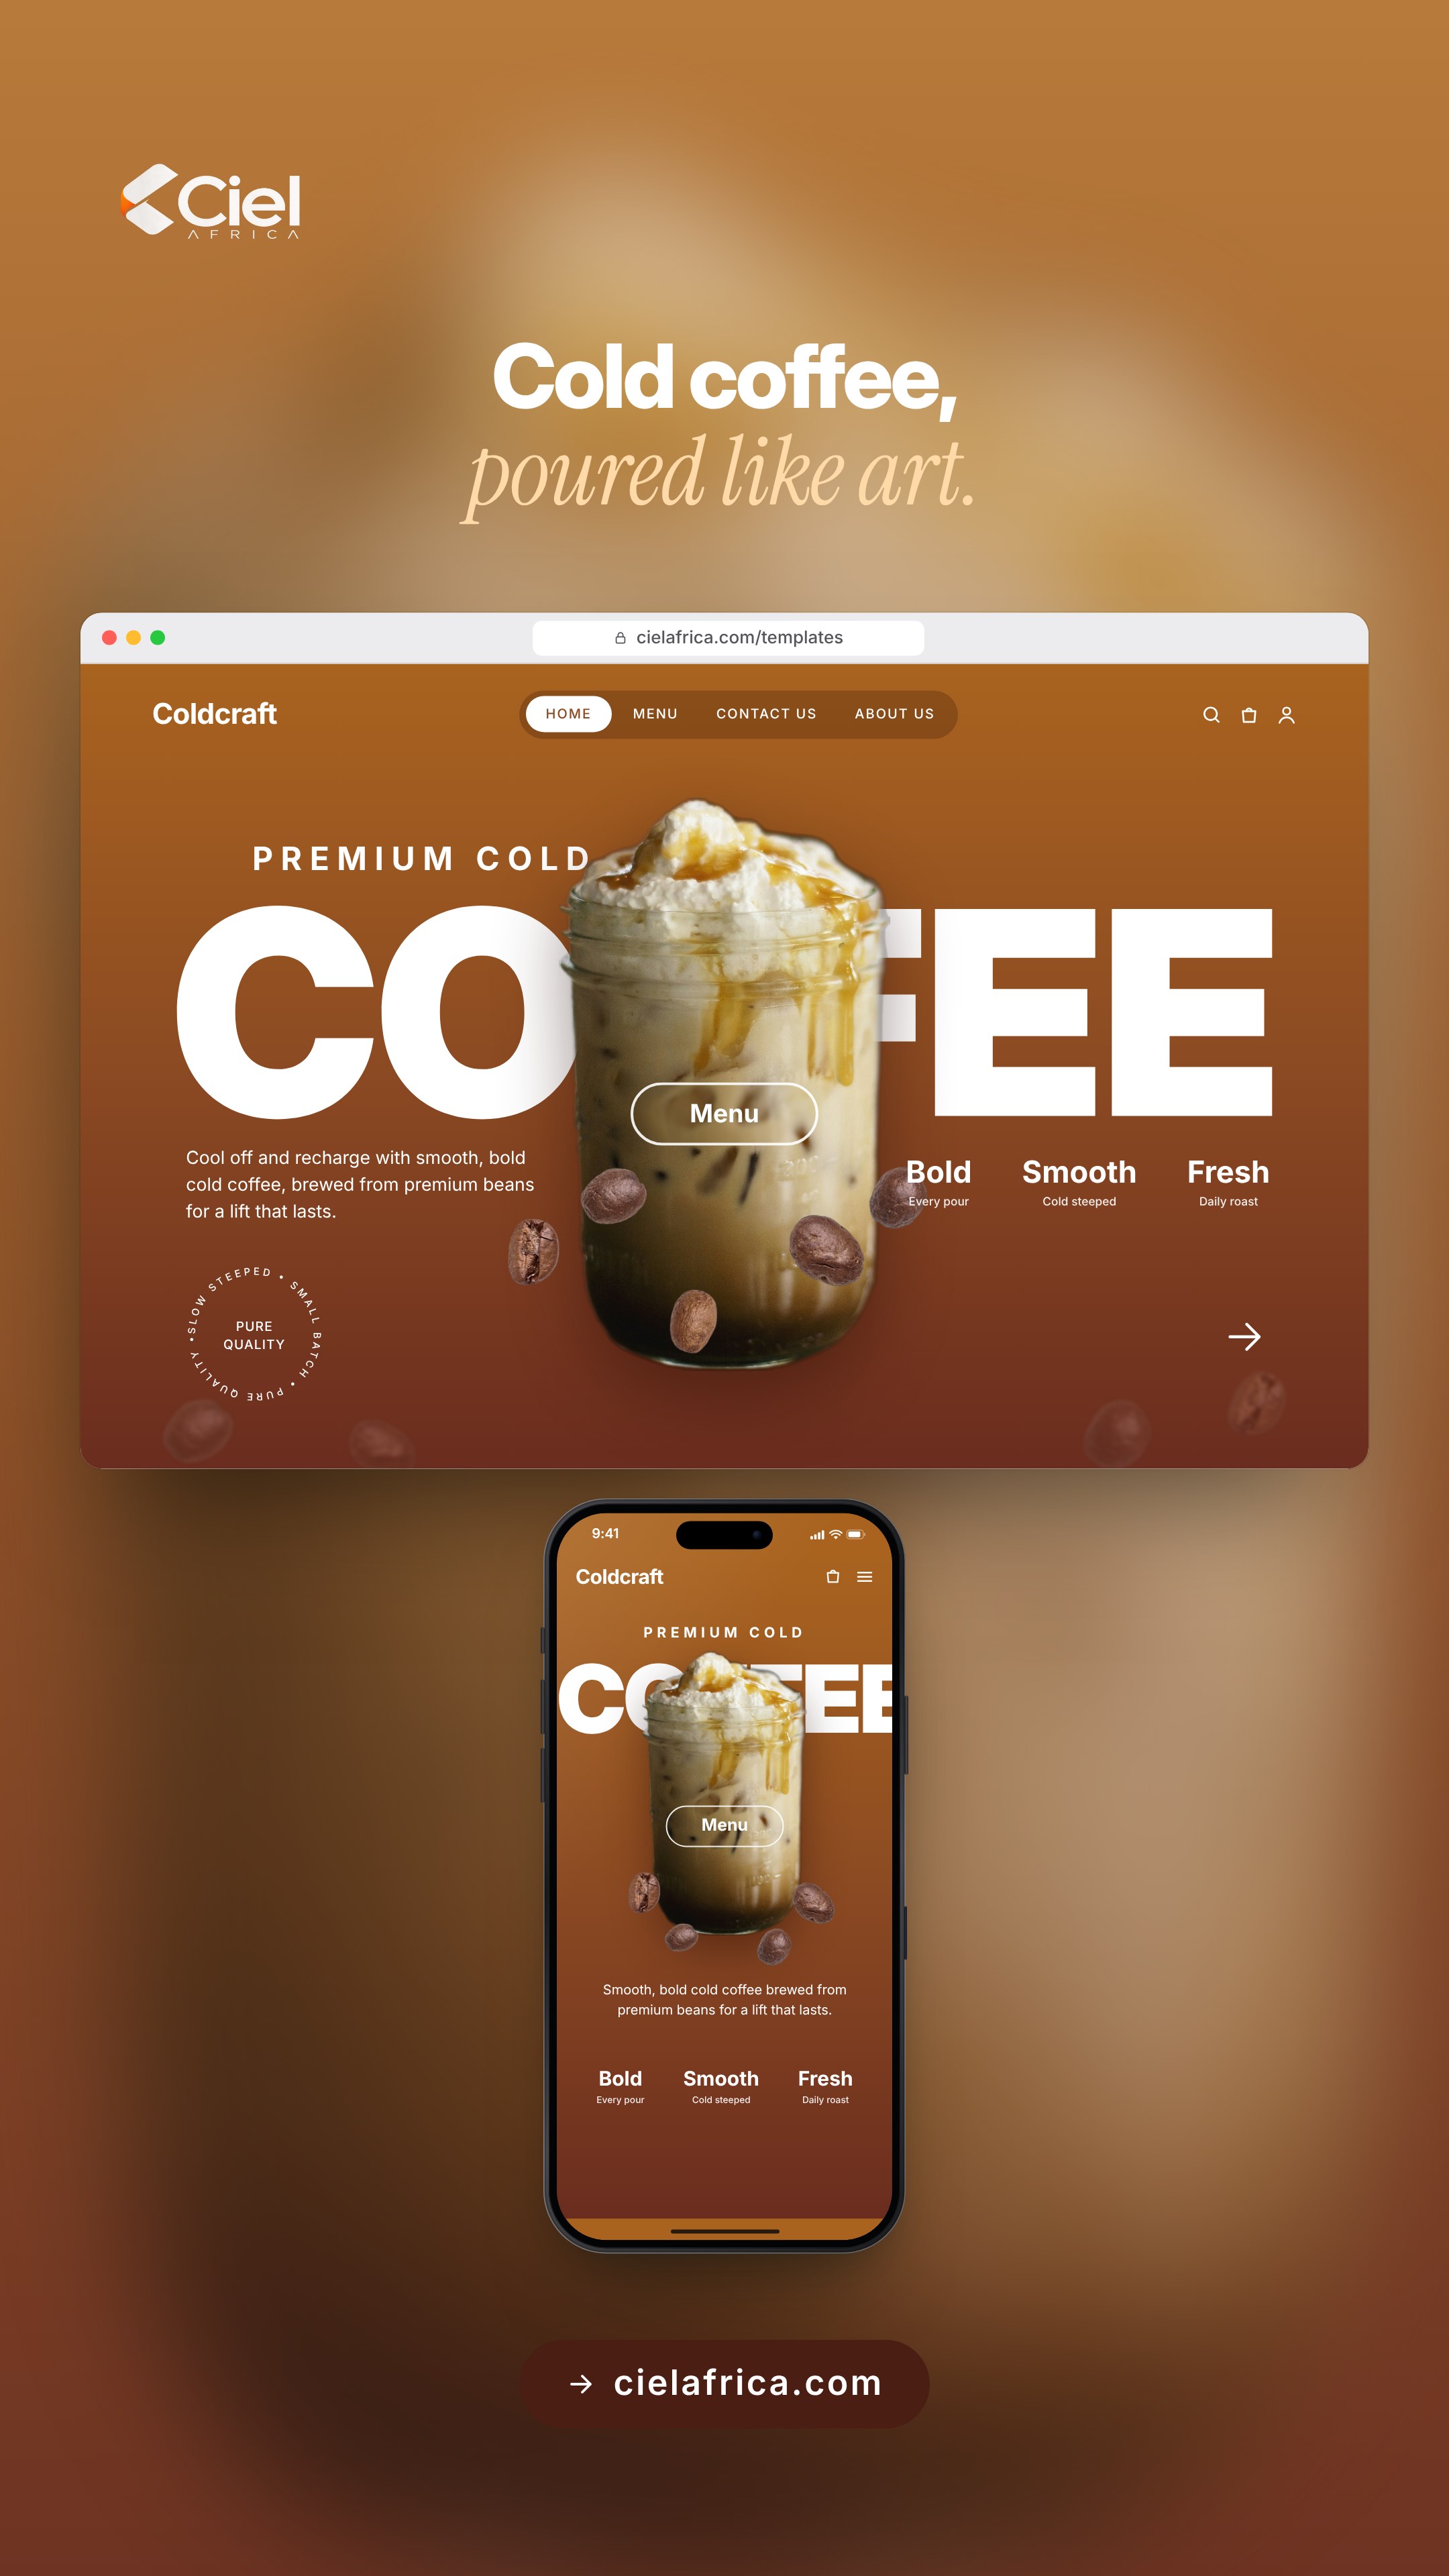 Ciel
AFRICA
Cold coffee,
poured like art.
cielafrica.com/templates
Coldcraft
HOME MENU CONTACT US ABOUT US
PREMIUM COLD
CO FEE
Menu
Cool off and recharge with smooth, bold
cold coffee, brewed from premium beans
for a lift that lasts.
Bold Smooth Fresh
Every pour Cold steeped Daily roast
SLOW STEEPED • SMALL BATCH • PURE QUALITY •
PURE
QUALITY
9:41
Coldcraft
PREMIUM COLD
CO EE
Menu
Smooth, bold cold coffee brewed from
premium beans for a lift that lasts.
Bold Smooth Fresh
Every pour Cold steeped Daily roast
→ cielafrica.com